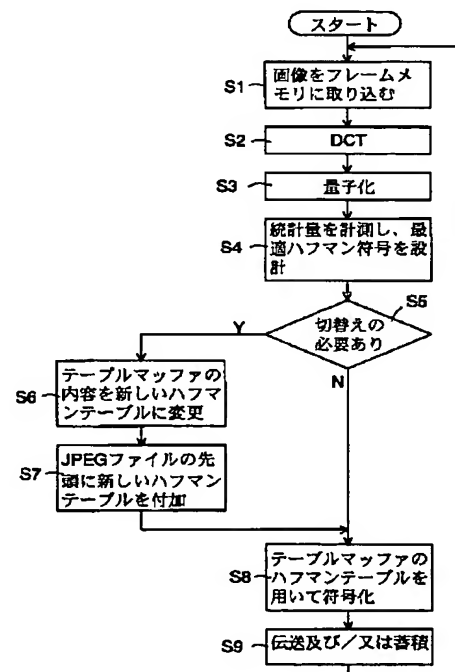 スタート
S1
画像をフレームメ
モリに取り込む
S2
DCT
S3
量子化
S4
統計量を計測し、最
適ハフマン符号を設
計
S5
切替えの
必要あり
Y
N
S6
テーブルマッファの
内容を新しいハフマ
ンテーブルに変更
S7
JPEGファイルの先
頭に新しいハフマン
テーブルを付加
S8
テーブルマッファの
ハフマンテーブルを
用いて符号化
S9
伝送及び/又は蓄積